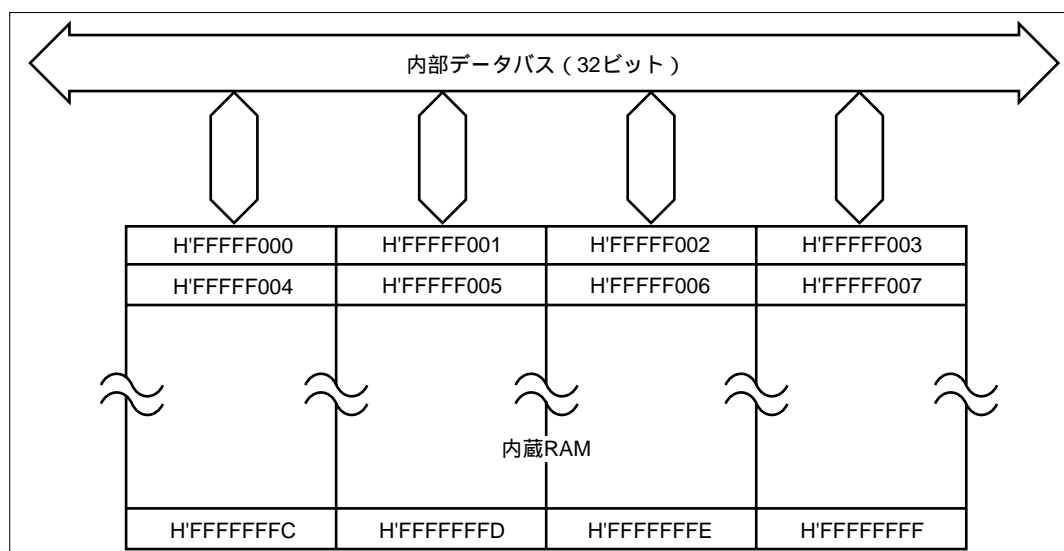 内部データバス（32ビット）
H'FFFFF000 H'FFFFF001 H'FFFFF002 H'FFFFF003
H'FFFFF004 H'FFFFF005 H'FFFFF006 H'FFFFF007
内蔵RAM
H'FFFFFFFC H'FFFFFFFD H'FFFFFFFE H'FFFFFFFF